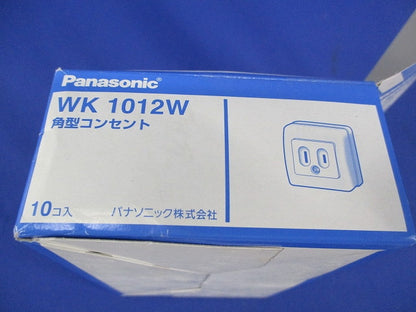 Panasonic®
WK 1012W
角型コンセント
10コ入
パナソニック株式会社